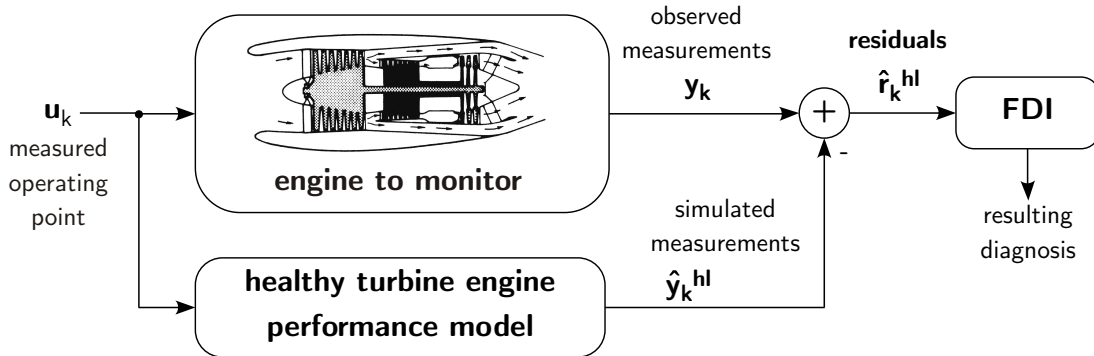 observed
measurements
y_k
residuals
r̂_k^hl
u_k
measured
operating
point
engine to monitor
+
-
FDI
resulting
diagnosis
simulated
measurements
ŷ_k^hl
healthy turbine engine
performance model